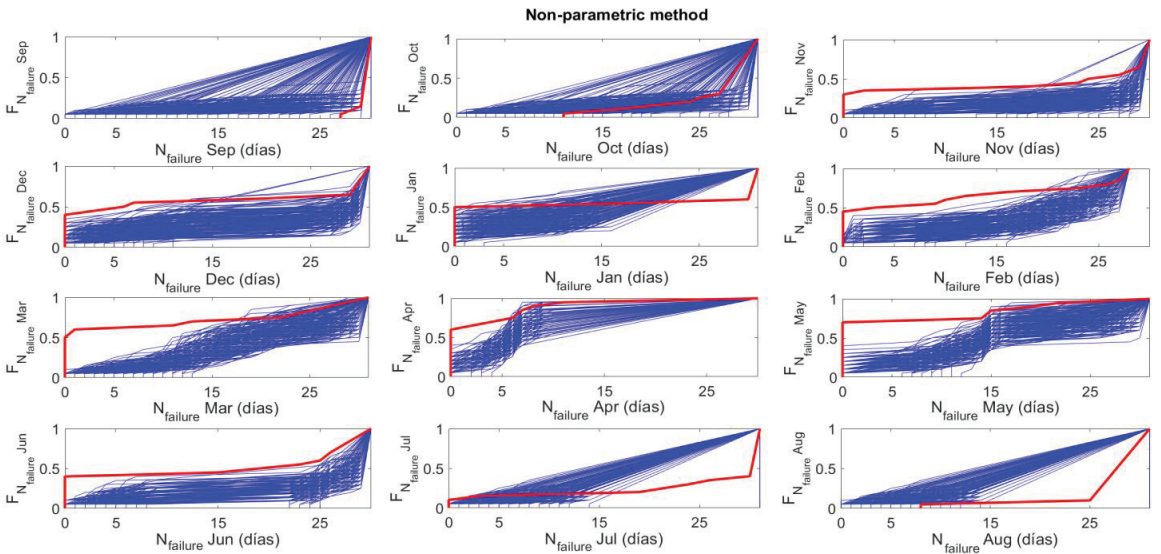 Non-parametric method
F N failure Sep
1
0.5
0
0 5 15 25
N failure Sep (días)
F N failure Oct
1
0.5
0
0 5 15 25
N failure Oct (días)
F N failure Nov
1
0.5
0
0 5 15 25
N failure Nov (días)
F N failure Dec
1
0.5
0
0 5 15 25
N failure Dec (días)
F N failure Jan
1
0.5
0
0 5 15 25
N failure Jan (días)
F N failure Feb
1
0.5
0
0 5 15 25
N failure Feb (días)
F N failure Mar
1
0.5
0
0 5 15 25
N failure Mar (días)
F N failure Apr
1
0.5
0
0 5 15 25
N failure Apr (días)
F N failure May
1
0.5
0
0 5 15 25
N failure May (días)
F N failure Jun
1
0.5
0
0 5 15 25
N failure Jun (días)
F N failure Jul
1
0.5
0
0 5 15 25
N failure Jul (días)
F N failure Aug
1
0.5
0
0 5 15 25
N failure Aug (días)